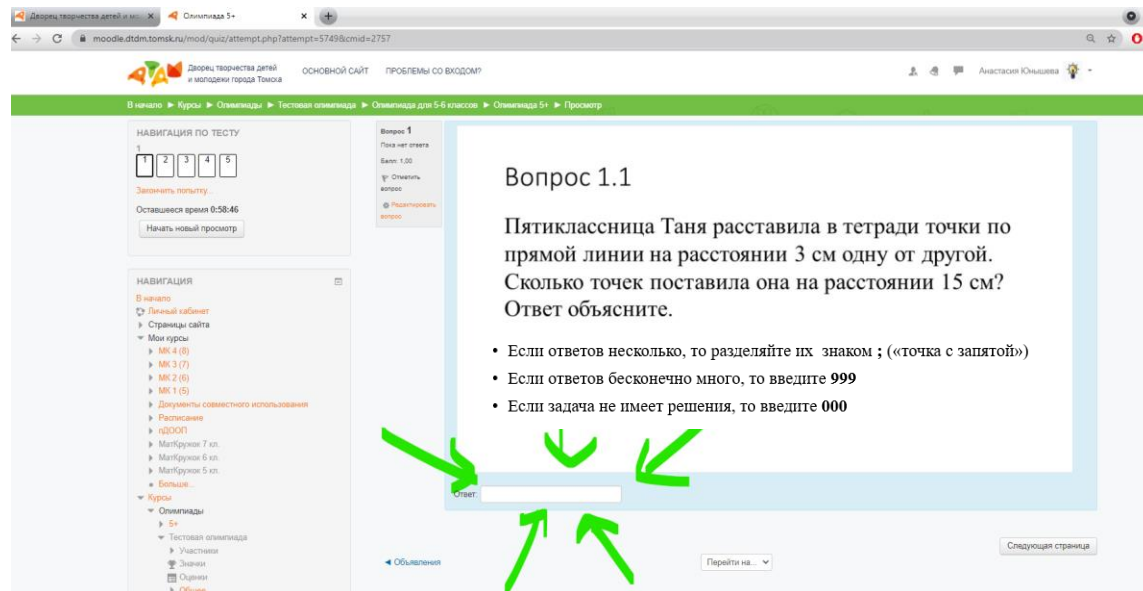 Дворец творчества детей и мо
Олимпиада 5+
moodle.dtdm.tomsk.ru/mod/quiz/attempt.php?attempt=5749&cmid=2757
Дворец творчества детей
и молодежи города Томска
ОСНОВНОЙ САЙТ
ПРОБЛЕМЫ СО ВХОДОМ?
Анастасия Юнышева
В начало ► Курсы ► Олимпиады ► Тестовая олимпиада ► Олимпиада для 5-6 классов ► Олимпиада 5+ ► Просмотр
НАВИГАЦИЯ ПО ТЕСТУ
1
1 2 3 4 5
Закончить попытку...
Оставшееся время 0:58:46
Начать новый просмотр
НАВИГАЦИЯ
В начало
Личный кабинет
Страницы сайта
Мои курсы
МК 4 (8)
МК 3 (7)
МК 2 (6)
МК 1 (5)
Документы совместного использования
Расписание
пДООП
МатКружок 7 кл.
МатКружок 6 кл.
МатКружок 5 кл.
Больше...
Курсы
Олимпиады
5+
Тестовая олимпиада
Участники
Значки
Оценки
Общее
Вопрос 1
Пока нет ответа
Балл: 1,00
Отметить
вопрос
Редактировать
вопрос
Вопрос 1.1
Пятиклассница Таня расставила в тетради точки по
прямой линии на расстоянии 3 см одну от другой.
Сколько точек поставила она на расстоянии 15 см?
Ответ объясните.
• Если ответов несколько, то разделяйте их знаком ; («точка с запятой»)
• Если ответов бесконечно много, то введите 999
• Если задача не имеет решения, то введите 000
Ответ:
Следующая страница
◄ Объявления
Перейти на...